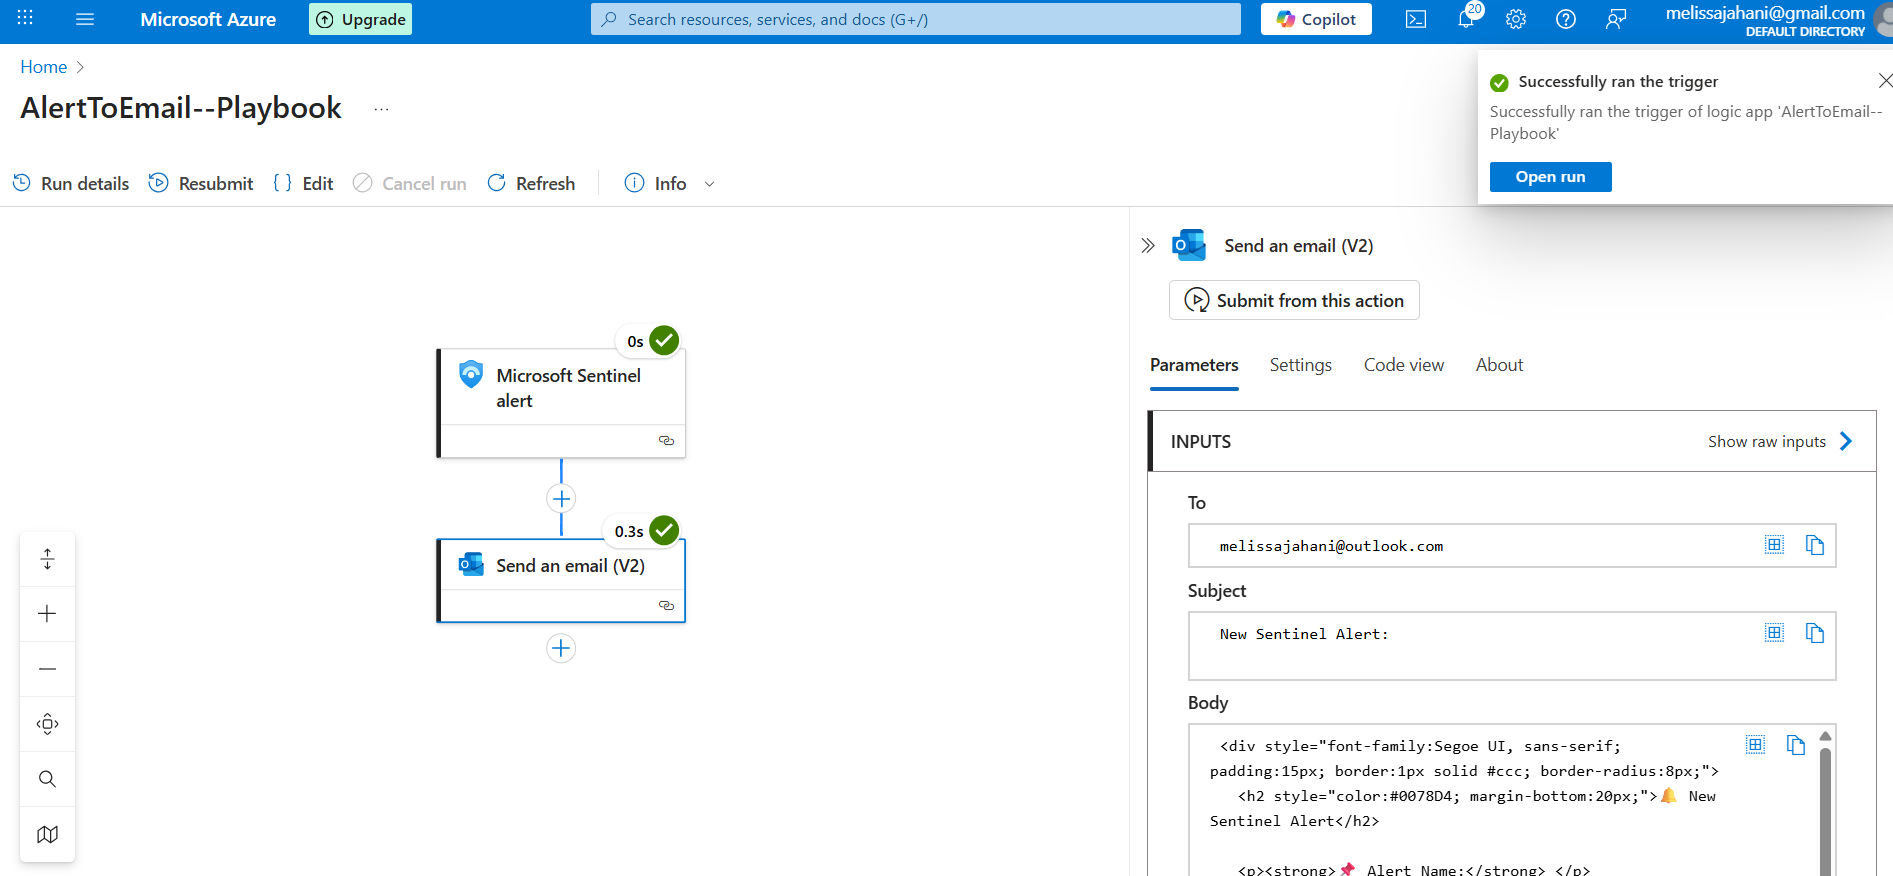 Microsoft Azure
Upgrade
Search resources, services, and docs (G+/)
Copilot
20
melissajahani@gmail.com
DEFAULT DIRECTORY
Home
AlertToEmail--Playbook
...
Successfully ran the trigger
Successfully ran the trigger of logic app 'AlertToEmail--
Playbook'
Open run
Run details
Resubmit
Edit
Cancel run
Refresh
Info
0s
Microsoft Sentinel
alert
0.3s
Send an email (V2)
Send an email (V2)
Submit from this action
Parameters
Settings
Code view
About
INPUTS
Show raw inputs
To
melissajahani@outlook.com
Subject
New Sentinel Alert:
Body
<div style="font-family:Segoe UI, sans-serif;
padding:15px; border:1px solid #ccc; border-radius:8px;">
<h2 style="color:#0078D4; margin-bottom:20px;">🔔 New
Sentinel Alert</h2>
<p><strong>📌 Alert Name:</strong> </p>